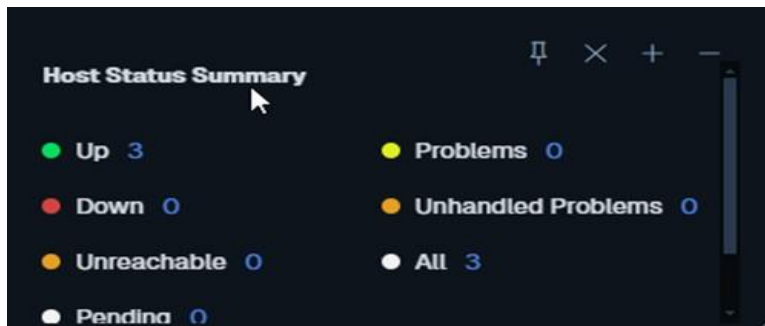 Host Status Summary
Up 3
Problems 0
Down 0
Unhandled Problems 0
Unreachable 0
All 3
Pending 0